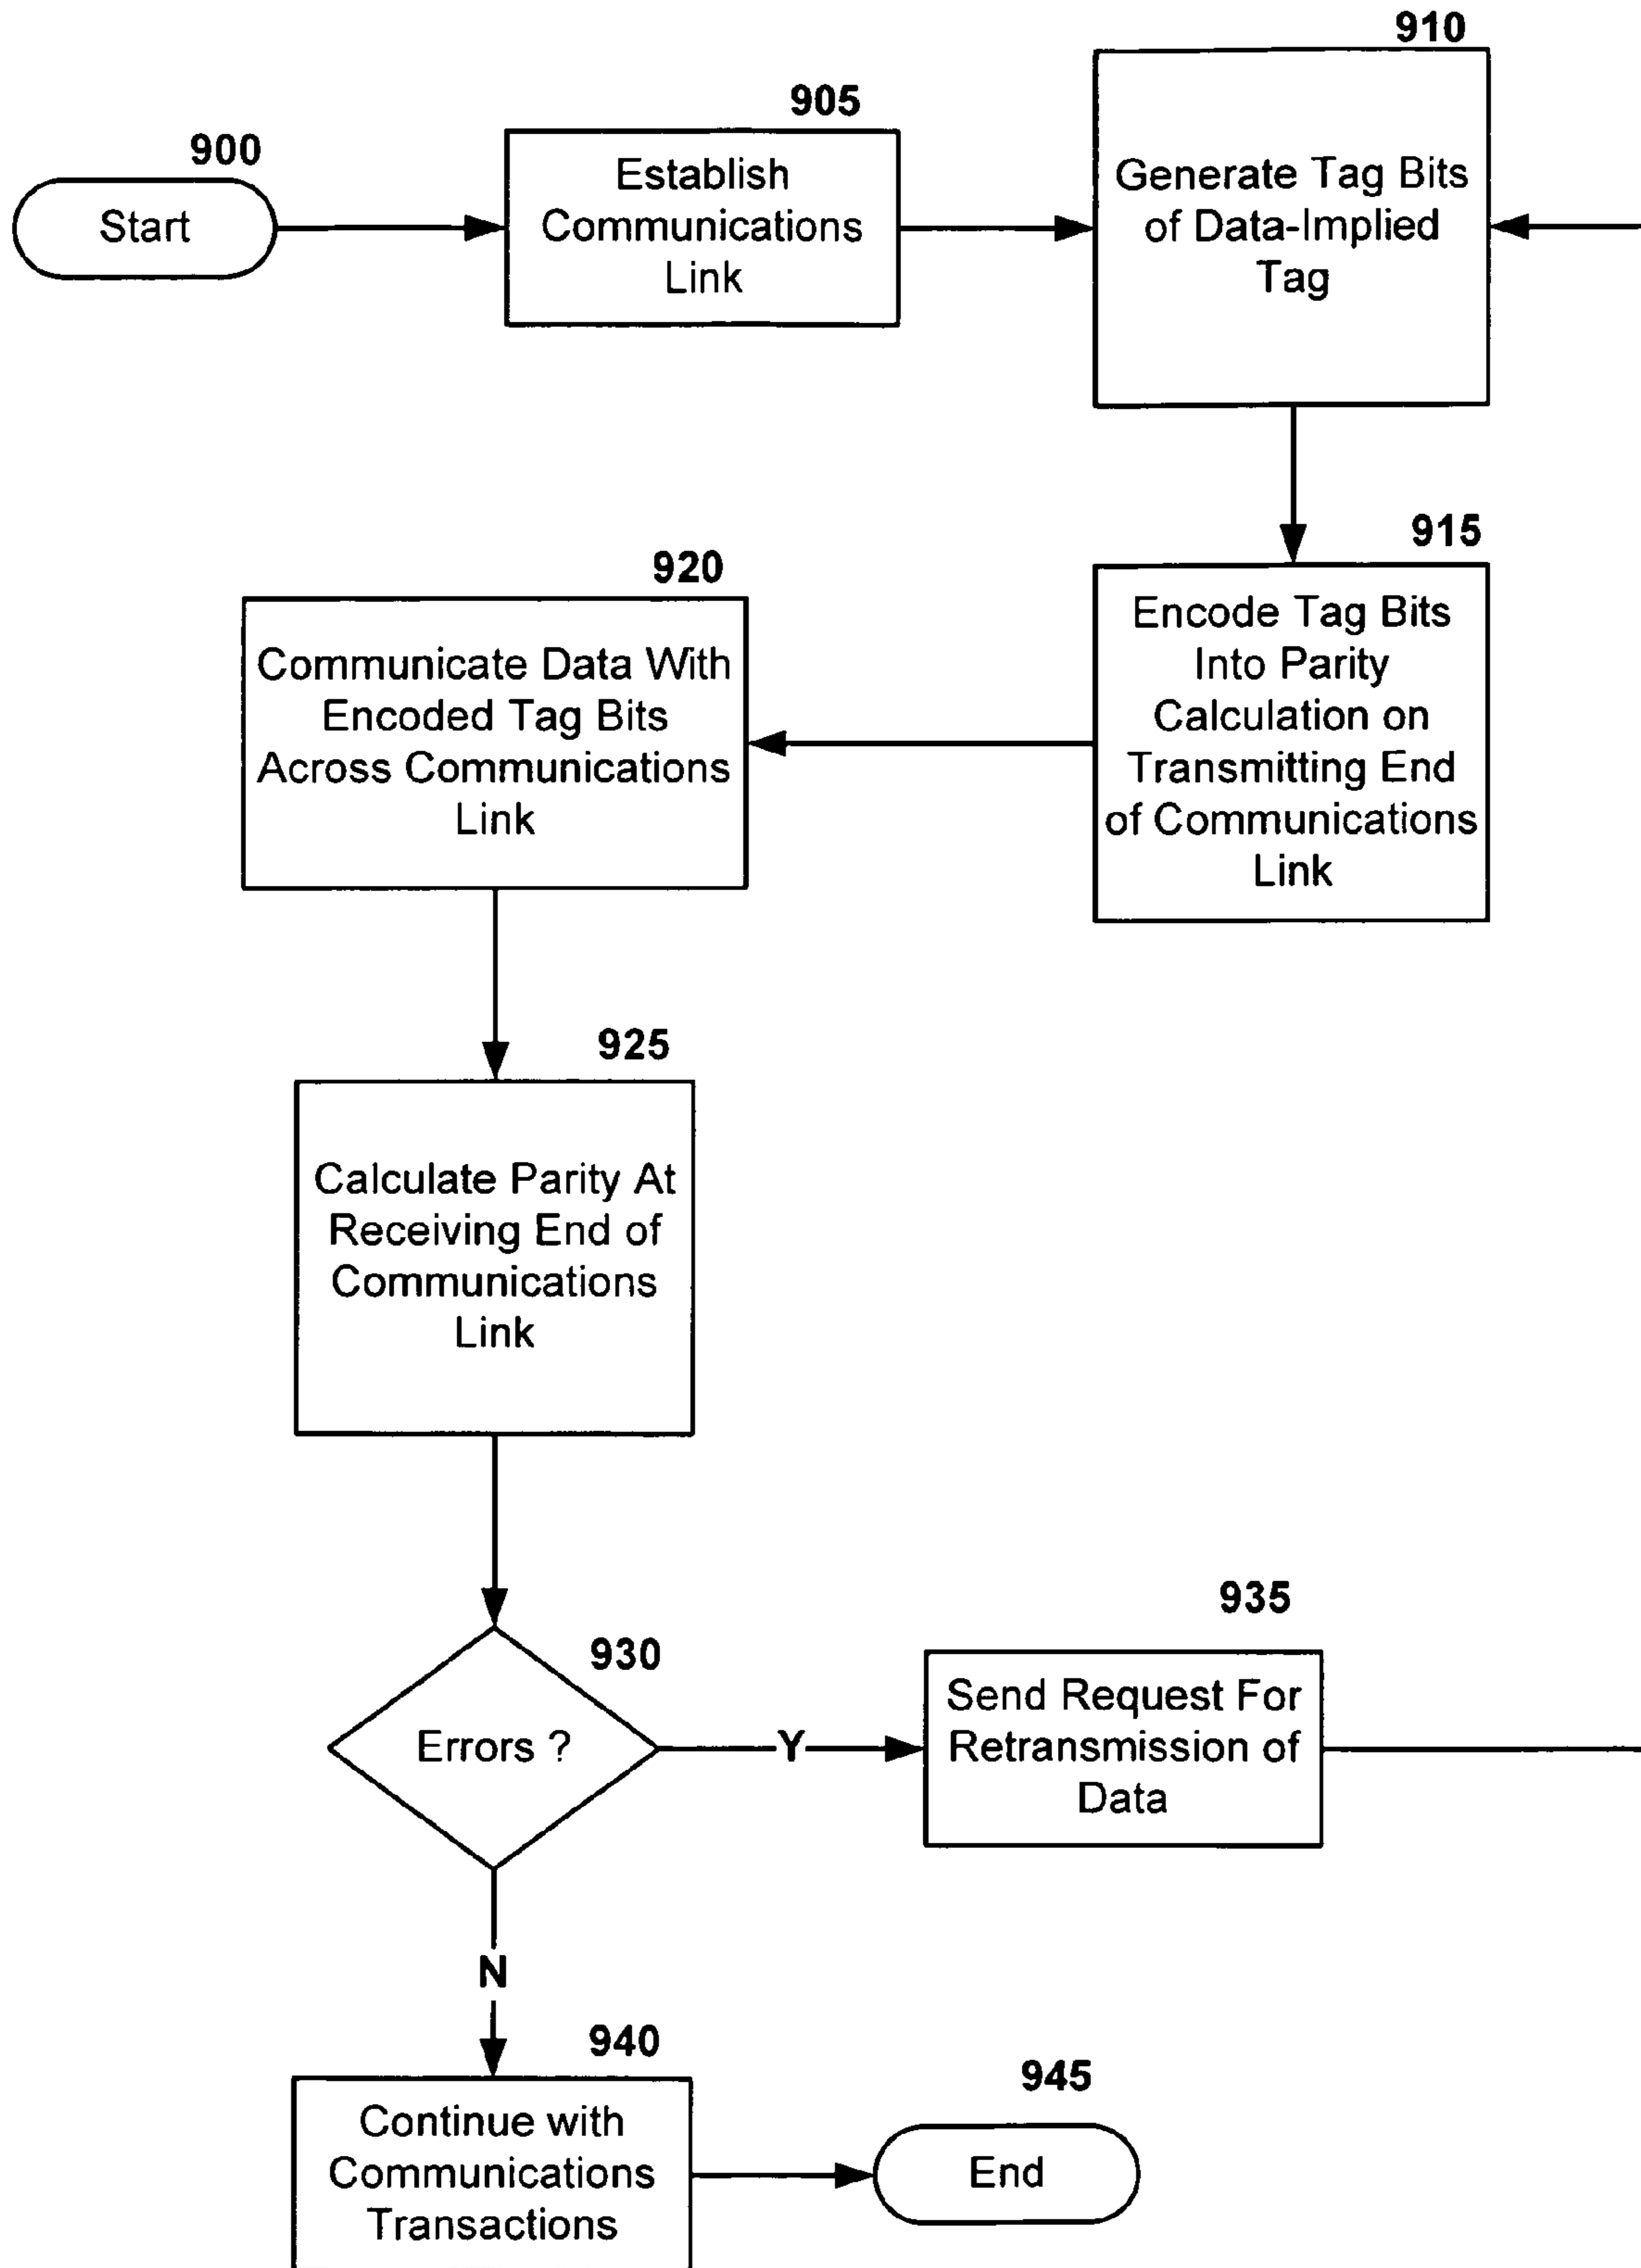 900
Start
905
Establish
Communications
Link
910
Generate Tag Bits
of Data-Implied
Tag
915
Encode Tag Bits
Into Parity
Calculation on
Transmitting End
of Communications
Link
920
Communicate Data With
Encoded Tag Bits
Across Communications
Link
925
Calculate Parity At
Receiving End of
Communications
Link
930
Errors ?
Y
935
Send Request For
Retransmission of
Data
N
940
Continue with
Communications
Transactions
945
End